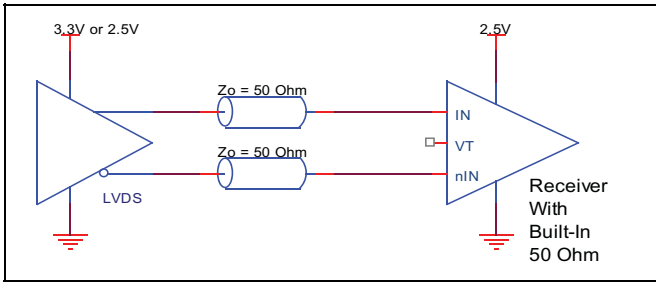 3.3V or 2.5V
2.5V
Zo = 50 Ohm
IN
VT
Zo = 50 Ohm
nIN
LVDS
Receiver
With
Built-In
50 Ohm